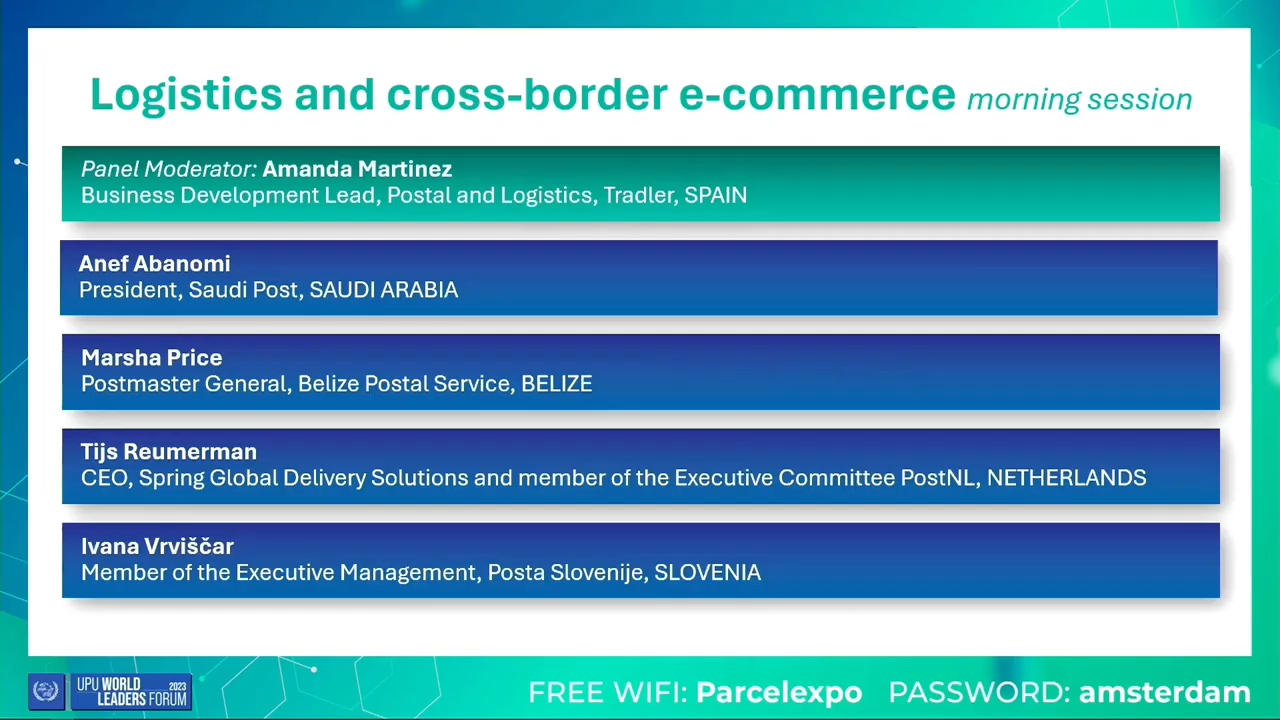 Logistics and cross-border e-commerce morning session
Panel Moderator: Amanda Martinez
Business Development Lead, Postal and Logistics, Tradler, SPAIN
Anef Abanomi
President, Saudi Post, SAUDI ARABIA
Marsha Price
Postmaster General, Belize Postal Service, BELIZE
Tijs Reumerman
CEO, Spring Global Delivery Solutions and member of the Executive Committee PostNL, NETHERLANDS
Ivana Vrviščar
Member of the Executive Management, Posta Slovenije, SLOVENIA
UPU WORLD 2023
LEADERS FORUM
FREE WIFI: Parcelexpo PASSWORD: amsterdam